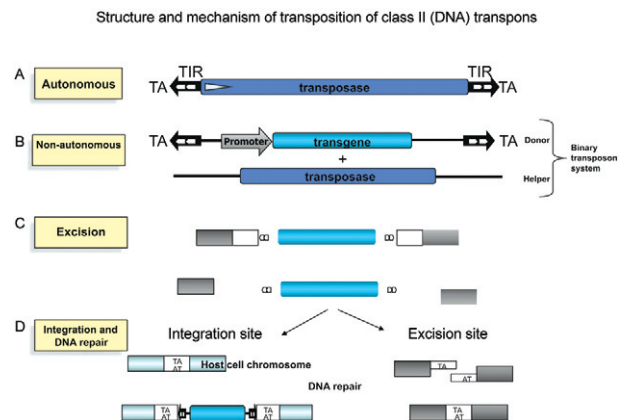 Structure and mechanism of transposition of class II (DNA) transpons
A
Autonomous
TIR
TIR
TA
transposase
TA
B
Non-autonomous
TA
Promoter
transgene
TA
Donor
+
transposase
Helper
Binary
transposon
system
C
Excision
D
Integration and
DNA repair
Integration site
Excision site
TA
AT
Host cell chromosome
TA
AT
DNA repair
TA
AT
TA
AT
TA
AT